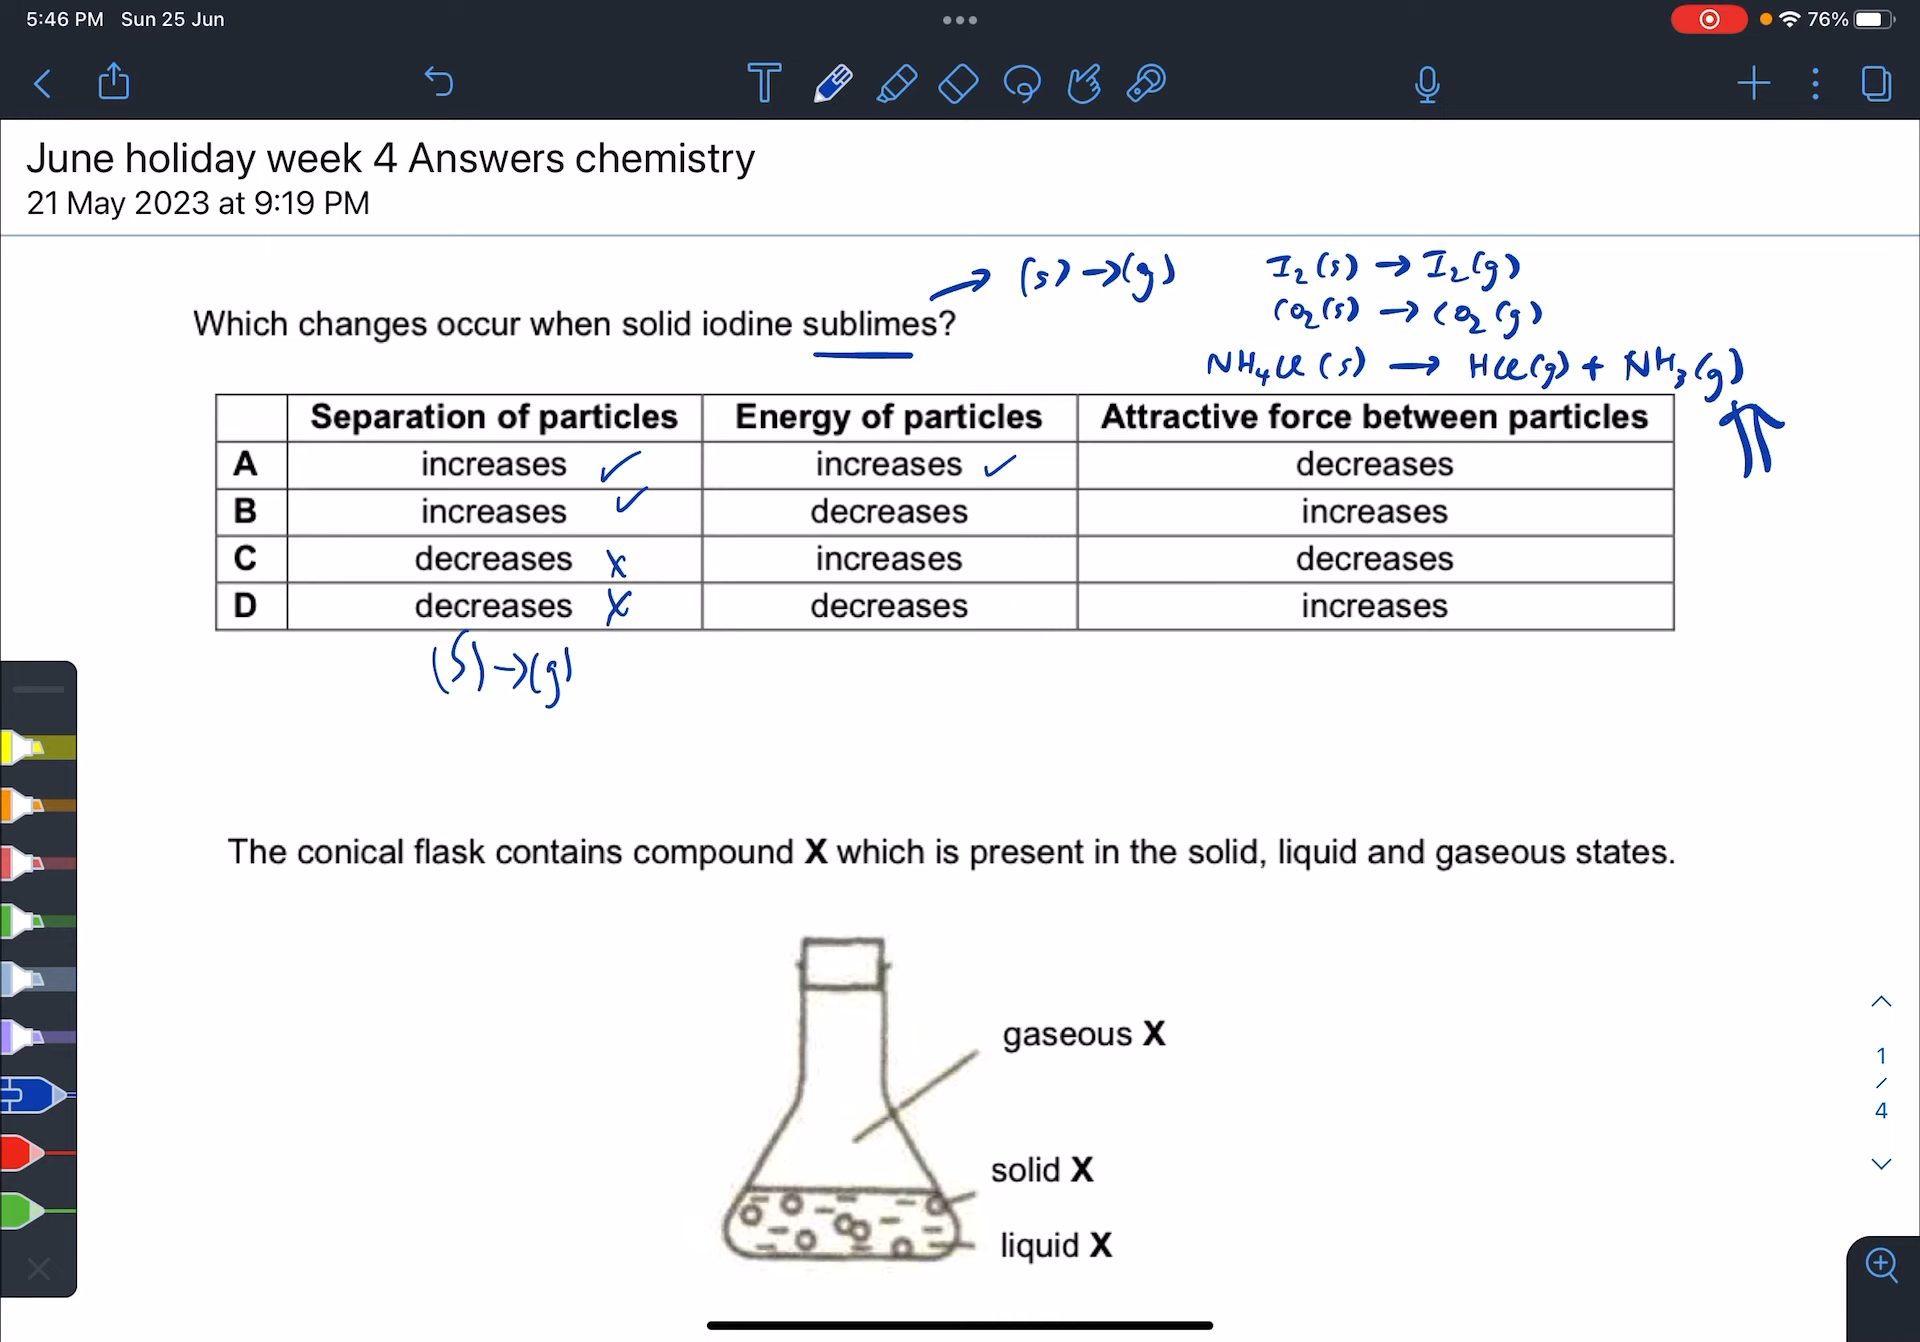 5:46 PM Sun 25 Jun
76%
June holiday week 4 Answers chemistry
21 May 2023 at 9:19 PM
(s) →(g)
I₂(s) → I₂(g)
CO₂(s) → CO₂(g)
Which changes occur when solid iodine sublimes?
NH₄Cl (s) → HCl(g) + NH₃(g)
Separation of particles Energy of particles Attractive force between particles
A increases ✓ increases ✓ decreases
B increases ✓ decreases increases
C decreases x increases decreases
D decreases x decreases increases
(s)→(g)
The conical flask contains compound X which is present in the solid, liquid and gaseous states.
gaseous X
solid X
liquid X
1
/
4